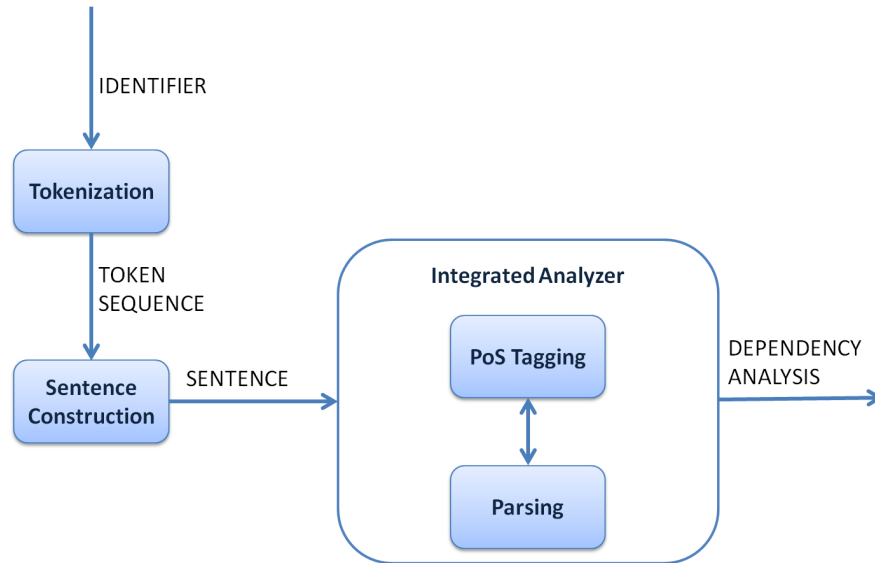 IDENTIFIER
Tokenization
TOKEN
SEQUENCE
Sentence
Construction
SENTENCE
Integrated Analyzer
PoS Tagging
Parsing
DEPENDENCY
ANALYSIS